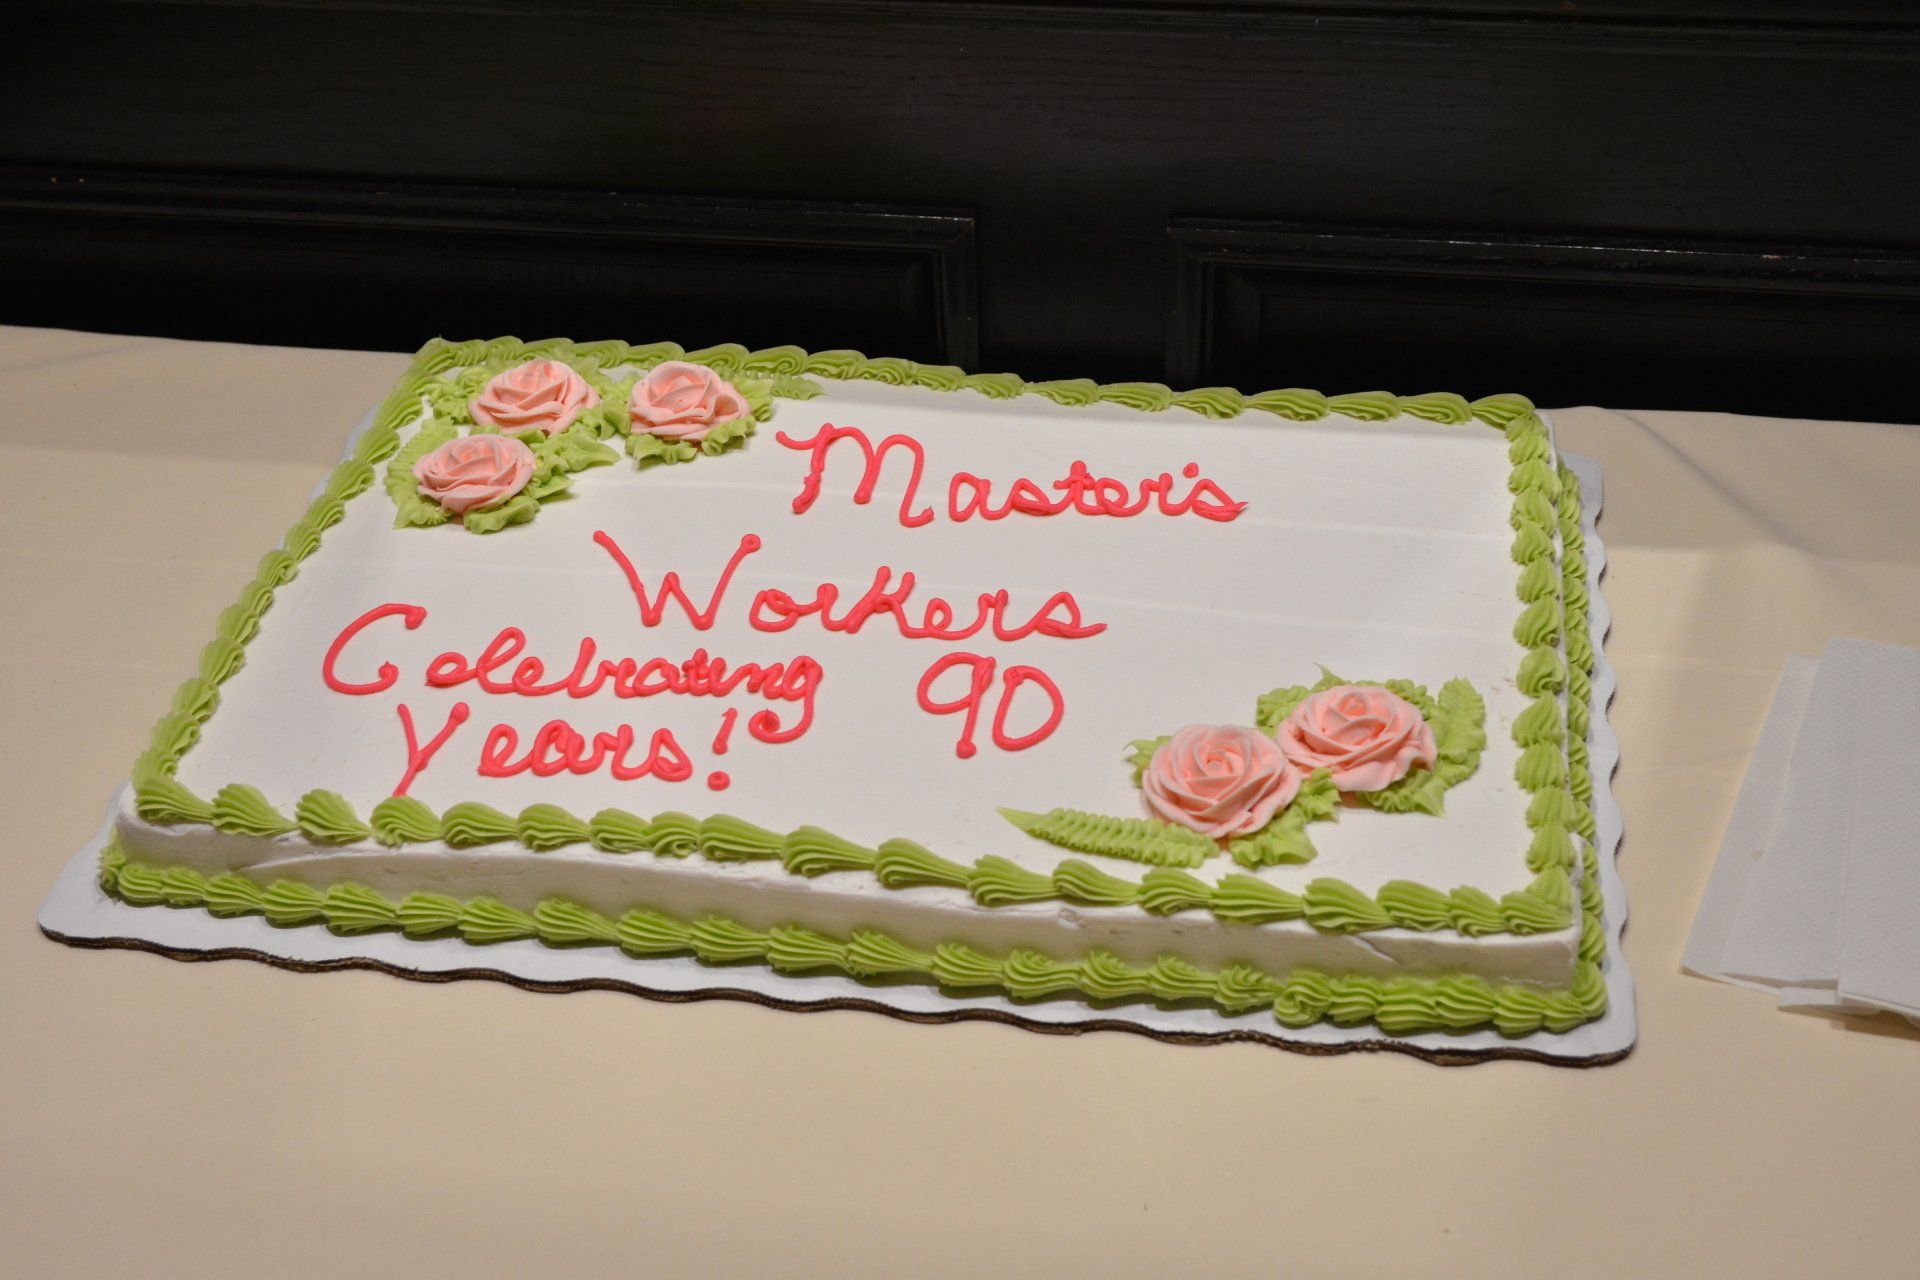 Master's
Workers
Celebrating 90
Years!